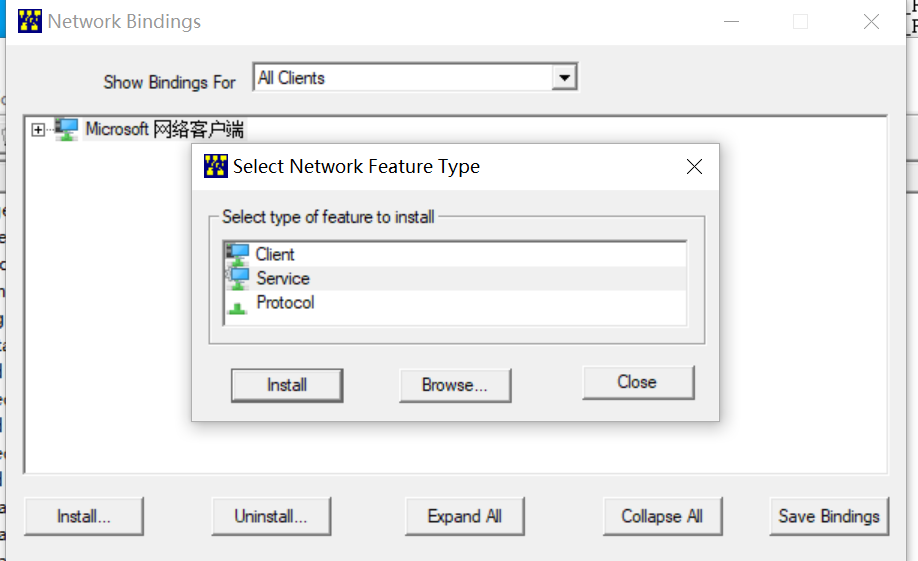 Network Bindings
Show Bindings For
All Clients
Microsoft 网络客户端
Select Network Feature Type
Select type of feature to install
Client
Service
Protocol
Install
Browse...
Close
Install...
Uninstall...
Expand All
Collapse All
Save Bindings